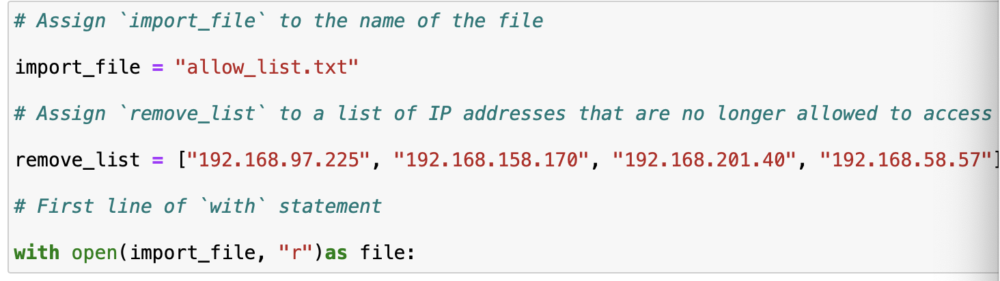 # Assign `import_file` to the name of the file
import_file = "allow_list.txt"
# Assign `remove_list` to a list of IP addresses that are no longer allowed to access
remove_list = ["192.168.97.225", "192.168.158.170", "192.168.201.40", "192.168.58.57"]
# First line of `with` statement
with open(import_file, "r")as file: